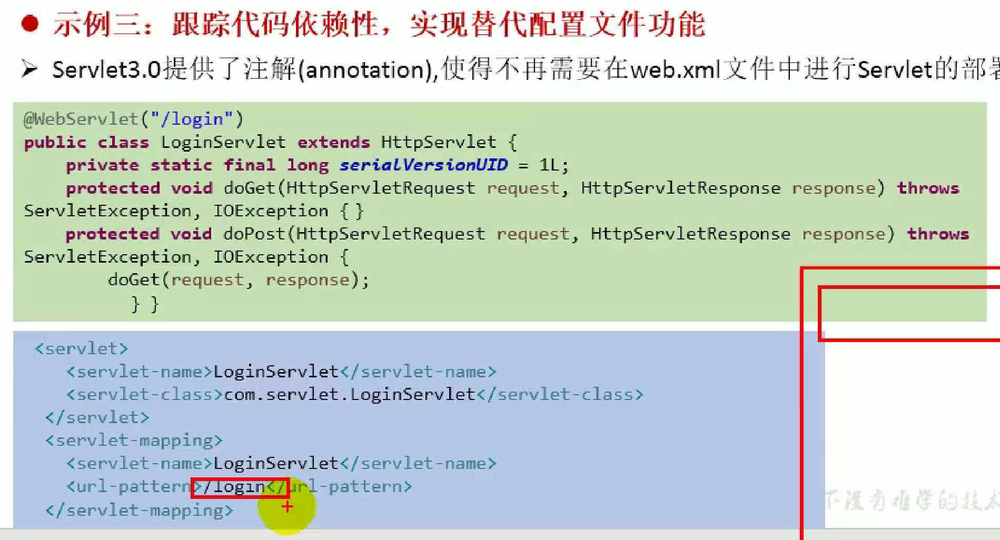 ● 示例三：跟踪代码依赖性，实现替代配置文件功能
➢ Servlet3.0提供了注解(annotation),使得不再需要在web.xml文件中进行Servlet的部署
@WebServlet("/login")
public class LoginServlet extends HttpServlet {
    private static final long serialVersionUID = 1L;
    protected void doGet(HttpServletRequest request, HttpServletResponse response) throws
ServletException, IOException { }
    protected void doPost(HttpServletRequest request, HttpServletResponse response) throws
ServletException, IOException {
        doGet(request, response);
          } }
<servlet>
   <servlet-name>LoginServlet</servlet-name>
   <servlet-class>com.servlet.LoginServlet</servlet-class>
 </servlet>
 <servlet-mapping>
   <servlet-name>LoginServlet</servlet-name>
   <url-pattern>/login</url-pattern>
 </servlet-mapping>
下没有难学的技术